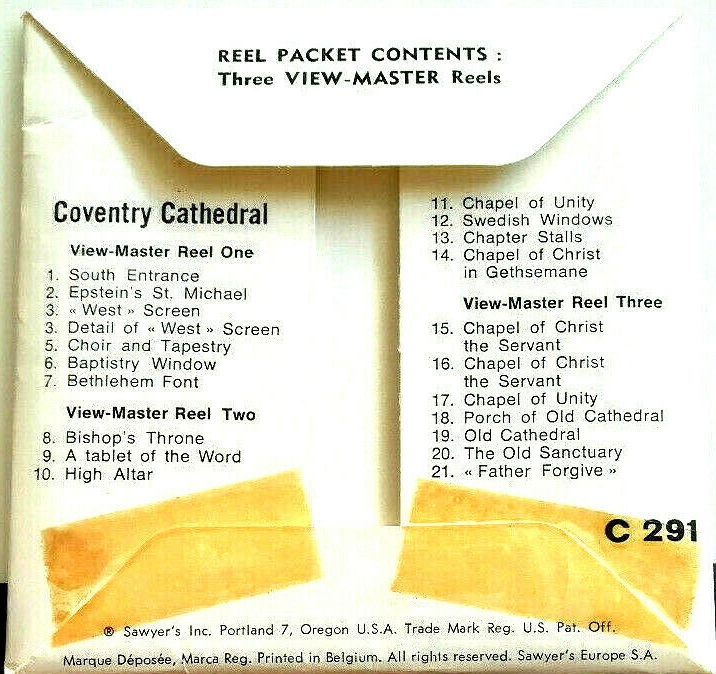 REEL PACKET CONTENTS :
Three VIEW-MASTER Reels
Coventry Cathedral
View-Master Reel One
1. South Entrance
2. Epstein's St. Michael
3. « West » Screen
3. Detail of « West » Screen
5. Choir and Tapestry
6. Baptistry Window
7. Bethlehem Font
View-Master Reel Two
8. Bishop's Throne
9. A tablet of the Word
10. High Altar
11. Chapel of Unity
12. Swedish Windows
13. Chapter Stalls
14. Chapel of Christ
in Gethsemane
View-Master Reel Three
15. Chapel of Christ
the Servant
16. Chapel of Christ
the Servant
17. Chapel of Unity
18. Porch of Old Cathedral
19. Old Cathedral
20. The Old Sanctuary
21. « Father Forgive »
C 291
® Sawyer's Inc. Portland 7, Oregon U.S.A. Trade Mark Reg. U.S. Pat. Off.
Marque Déposée, Marca Reg. Printed in Belgium. All rights reserved. Sawyer's Europe S.A.